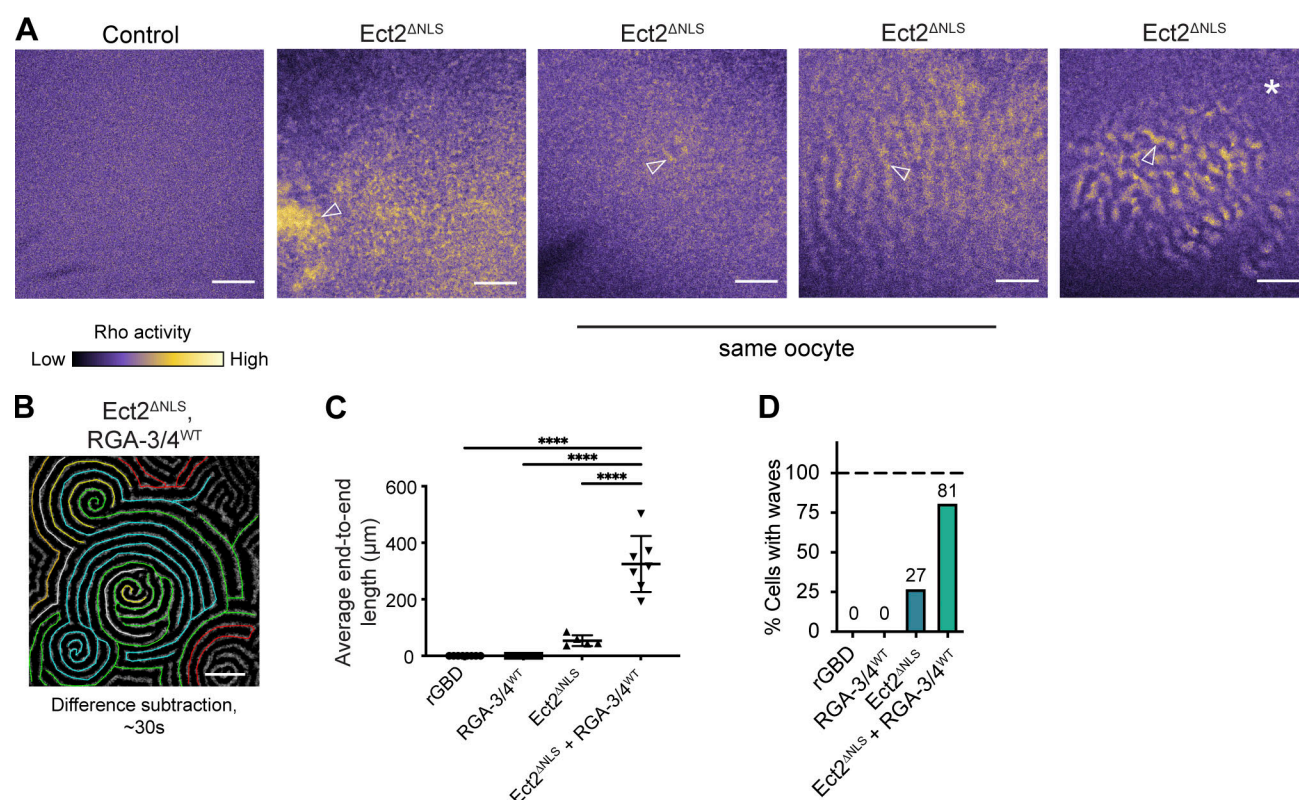 A
Control
Ect2ΔNLS
Ect2ΔNLS
Ect2ΔNLS
Ect2ΔNLS
*
Rho activity
Low
High
same oocyte
B
Ect2ΔNLS,
RGA-3/4WT
Difference subtraction,
~30s
C
****
****
****
Average end-to-end
length (µm)
600
400
200
0
rGBD
RGA-3/4WT
Ect2ΔNLS
Ect2ΔNLS + RGA-3/4WT
D
% Cells with waves
100
75
50
25
0
0
0
27
81
rGBD
RGA-3/4WT
Ect2ΔNLS
Ect2ΔNLS + RGA-3/4WT